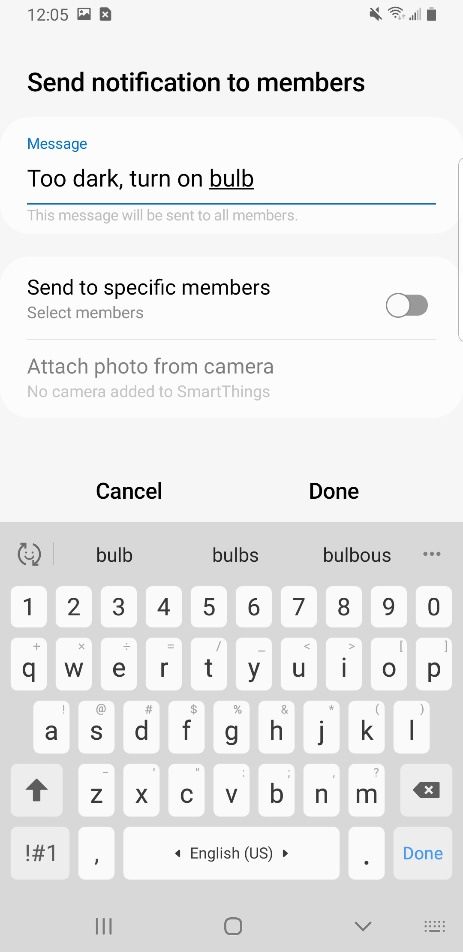 12:05
Send notification to members
Message
Too dark, turn on bulb
This message will be sent to all members.
Send to specific members
Select members
Attach photo from camera
No camera added to SmartThings
Cancel Done
bulb bulbs bulbous ...
1 2 3 4 5 6 7 8 9 0
+ × ÷ = / _ < > [ ]
q w e r t y u i o p
! @ # $ % & * ( )
a s d f g h j k l
- ' " : ; , ?
z x c v b n m
!#1 , English (US) . Done